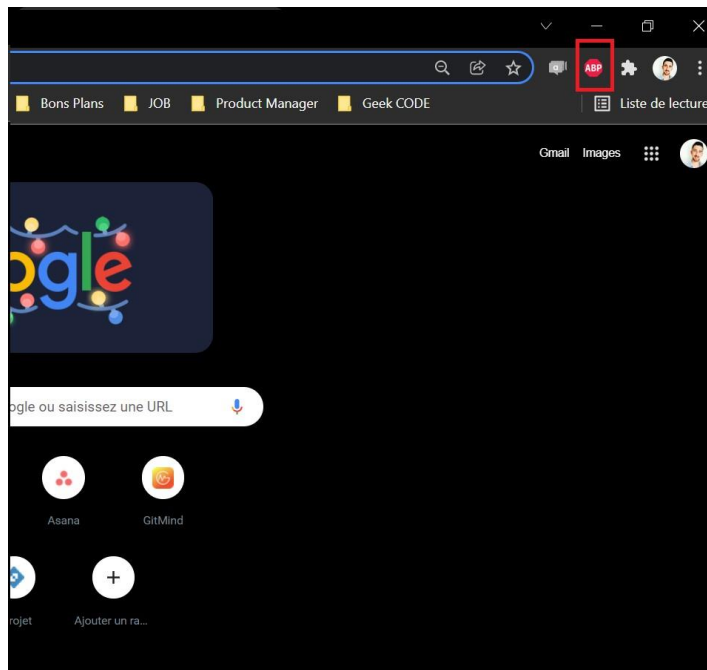 ABP
Bons Plans JOB Product Manager Geek CODE Liste de lecture
Gmail Images
ogle
ogle ou saisissez une URL
Asana GitMind
rojet Ajouter un ra...